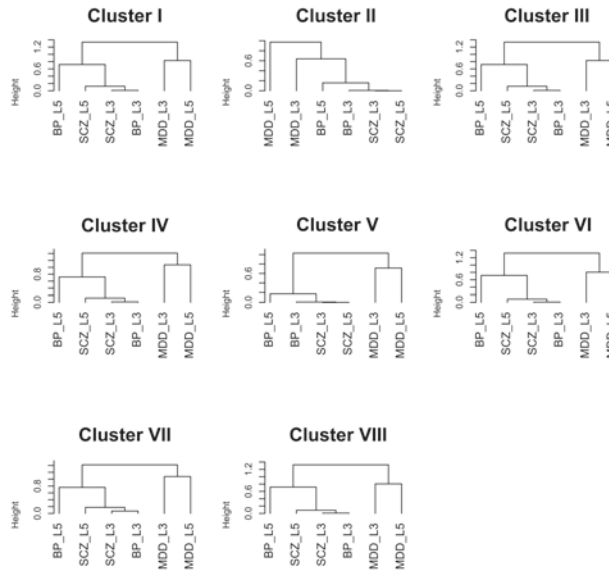 Cluster I
Cluster II
Cluster III
Height
0.0
0.6
1.2
BP_L5
SCZ_L5
SCZ_L3
BP_L3
MDD_L3
MDD_L5
Height
0.0
0.6
MDD_L5
MDD_L3
BP_L5
BP_L3
SCZ_L3
SCZ_L5
Height
0.0
0.6
1.2
BP_L5
SCZ_L5
SCZ_L3
BP_L3
MDD_L3
MDD_L5
Cluster IV
Cluster V
Cluster VI
Height
0.0
0.8
BP_L5
SCZ_L5
SCZ_L3
BP_L3
MDD_L3
MDD_L5
Height
0.0
0.6
BP_L5
BP_L3
SCZ_L3
SCZ_L5
MDD_L3
MDD_L5
Height
0.0
0.6
1.2
BP_L5
SCZ_L5
SCZ_L3
BP_L3
MDD_L3
MDD_L5
Cluster VII
Cluster VIII
Height
0.0
0.8
BP_L5
SCZ_L5
SCZ_L3
BP_L3
MDD_L3
MDD_L5
Height
0.0
0.6
1.2
BP_L5
SCZ_L5
SCZ_L3
BP_L3
MDD_L3
MDD_L5